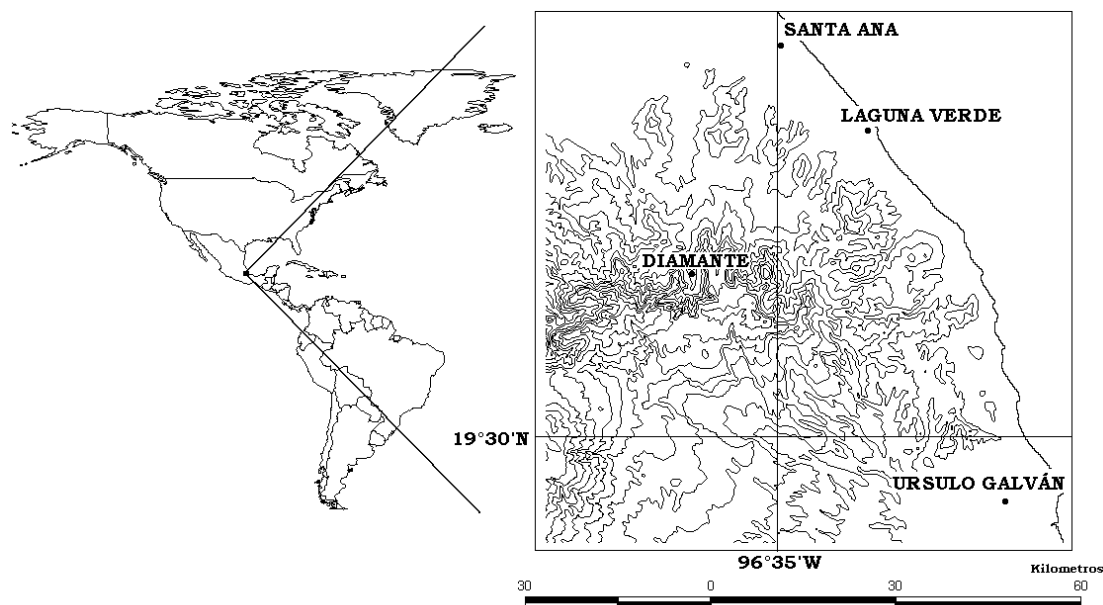 SANTA ANA
LAGUNA VERDE
DIAMANTE
19°30'N
URSULO GALVÁN
96°35'W
Kilometros
30 0 30 60